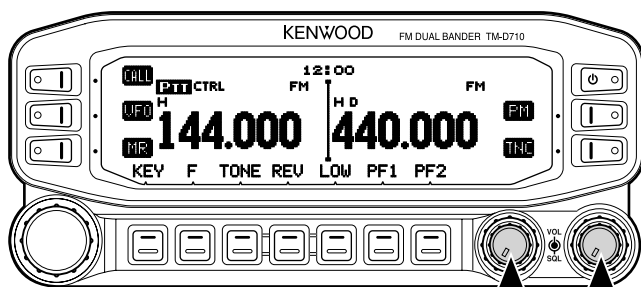 KENWOOD FM DUAL BANDER TM-D710
12:00
CALL PTT CTRL FM FM
H H D
VFO 144.000 440.000 PM
MR TNC
KEY F TONE REV LOW PF1 PF2
VOL
SQL